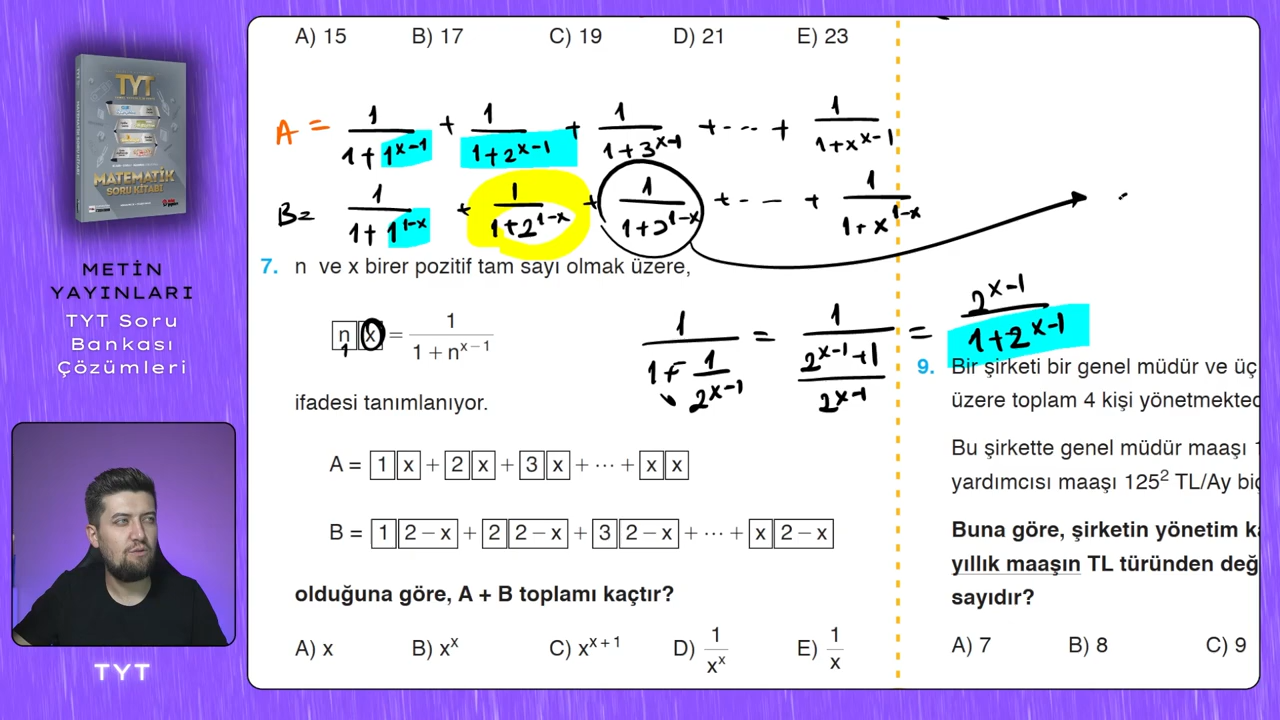 A) 15 B) 17 C) 19 D) 21 E) 23
A = 1/(1+1^(x-1)) + 1/(1+2^(x-1)) + 1/(1+3^(x-1)) + ... + 1/(1+x^(x-1))
B= 1/(1+1^(1-x)) + 1/(1+2^(1-x)) + 1/(1+3^(1-x)) + ... + 1/(1+x^(1-x))
7. n ve x birer pozitif tam sayı olmak üzere,
n x = 1/(1 + n^(x-1))
1
ifadesi tanımlanıyor.
A = 1 x + 2 x + 3 x + ... + x x
B = 1 2 − x + 2 2 − x + 3 2 − x + ... + x 2 − x
olduğuna göre, A + B toplamı kaçtır?
A) x B) x^x C) x^(x + 1) D) 1/x^x E) 1/x
1/(1+1/2^(x-1)) = 1/((2^(x-1)+1)/2^(x-1)) = 2^(x-1)/(1+2^(x-1))
9. Bir şirketi bir genel müdür ve üç
üzere toplam 4 kişi yönetmekted
Bu şirkette genel müdür maaşı 1
yardımcısı maaşı 125² TL/Ay biç
Buna göre, şirketin yönetim ka
yıllık maaşın TL türünden değ
sayıdır?
A) 7 B) 8 C) 9
TYT
MATEMATİK
SORU KİTABI
METİN
YAYINLARI
TYT Soru
Bankası
Çözümleri
TYT